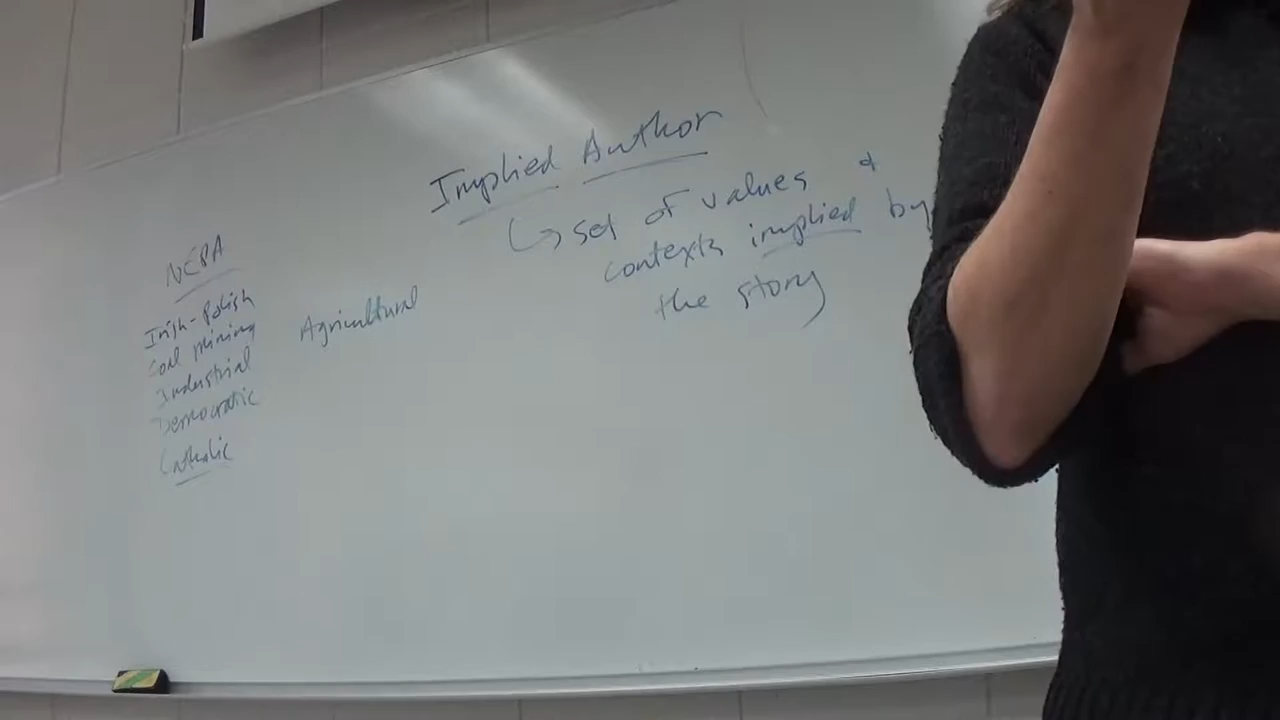 Implied Author
↳ set of values &
contexts implied by
the story
NEPA
Irish-Polish
Coal mining
Industrial
Democratic
Catholic
Agricultural